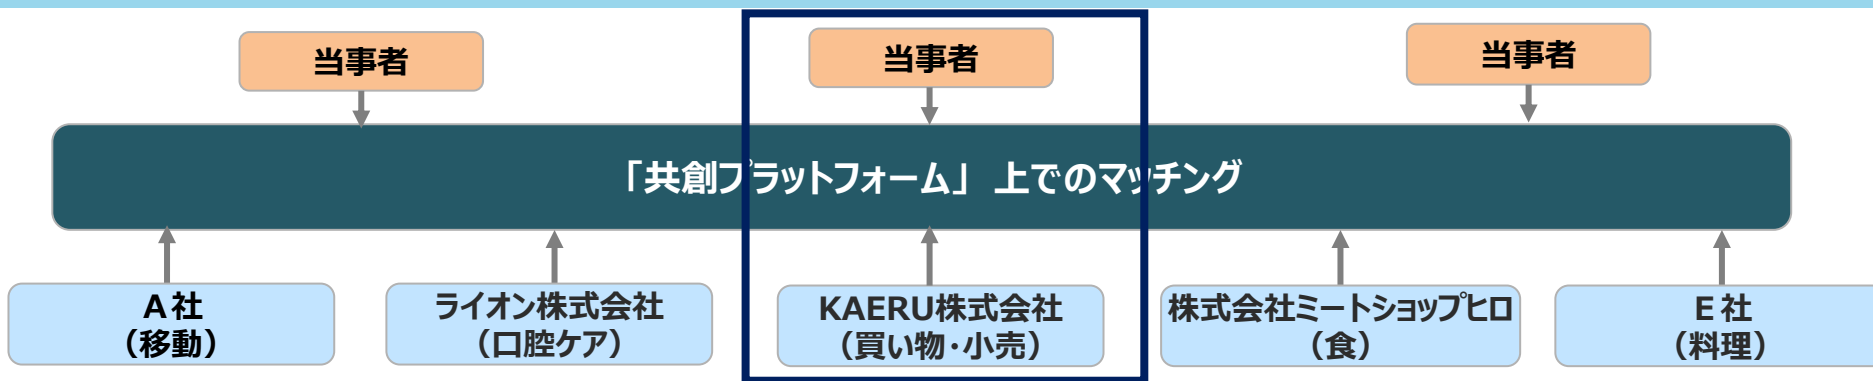 当事者
当事者
当事者
「共創プラットフォーム」 上でのマッチング
A社
（移動）
ライオン株式会社
（口腔ケア）
KAERU株式会社
（買い物・小売）
株式会社ミートショップヒロ
（食）
E社
（料理）